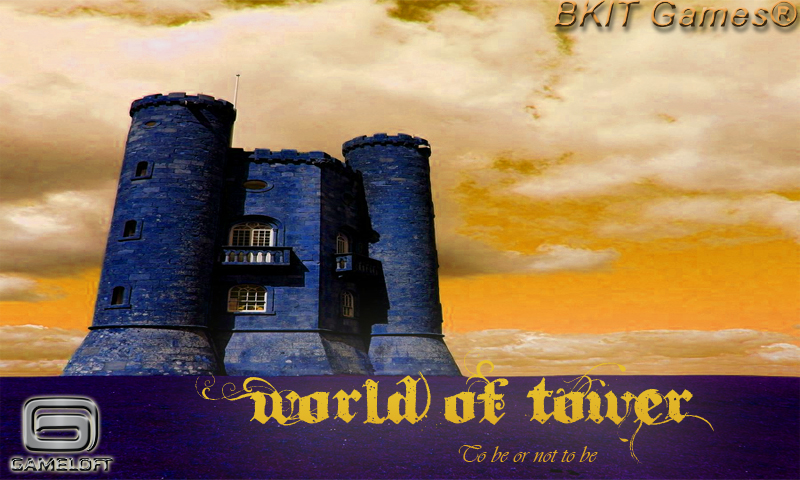 BKIT Games®
world of tower
To be or not to be
GAMELOFT